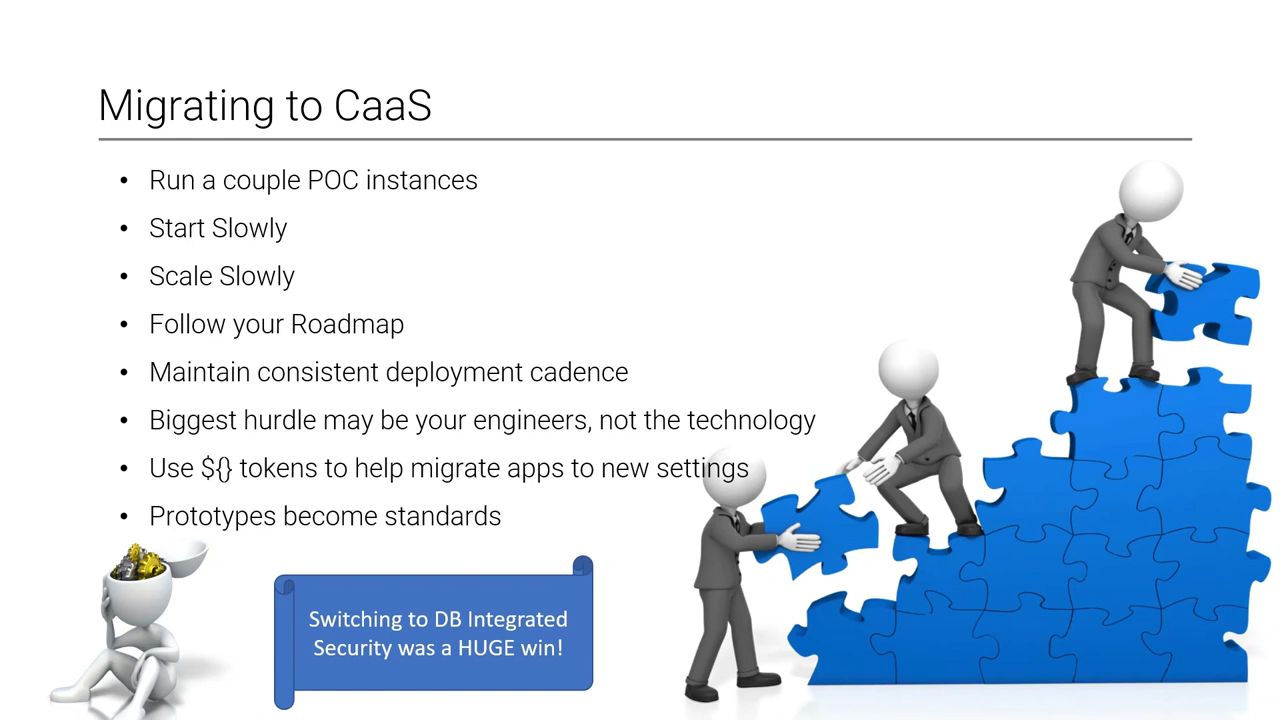 Migrating to CaaS
• Run a couple POC instances
• Start Slowly
• Scale Slowly
• Follow your Roadmap
• Maintain consistent deployment cadence
• Biggest hurdle may be your engineers, not the technology
• Use ${} tokens to help migrate apps to new settings
• Prototypes become standards
Switching to DB Integrated
Security was a HUGE win!